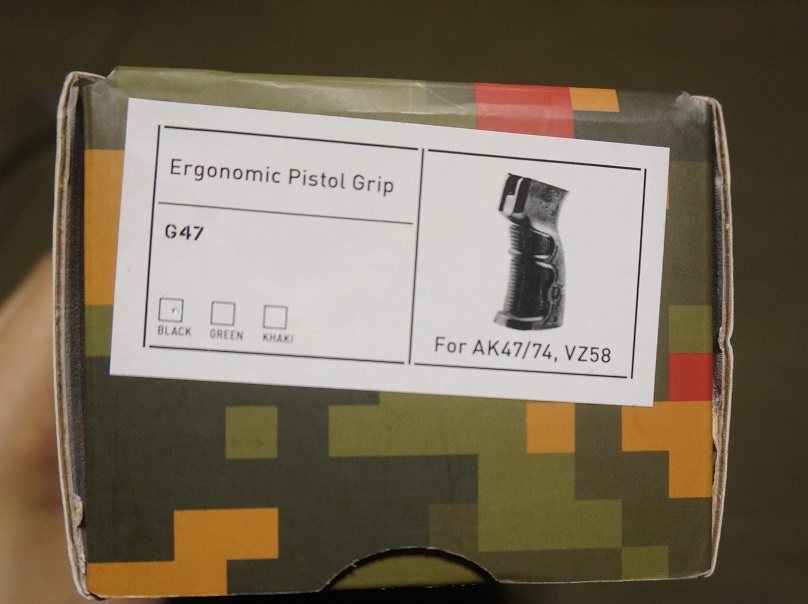 Ergonomic Pistol Grip
G47
BLACK GREEN KHAKI
For AK47/74, VZ58